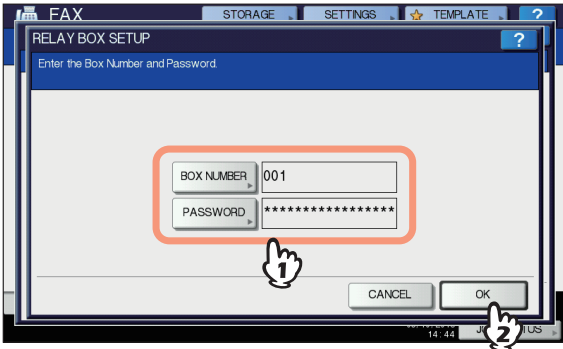 FAX STORAGE SETTINGS TEMPLATE ?
RELAY BOX SETUP ?
Enter the Box Number and Password.
BOX NUMBER 001
PASSWORD *****************
1
CANCEL OK
2
14:44